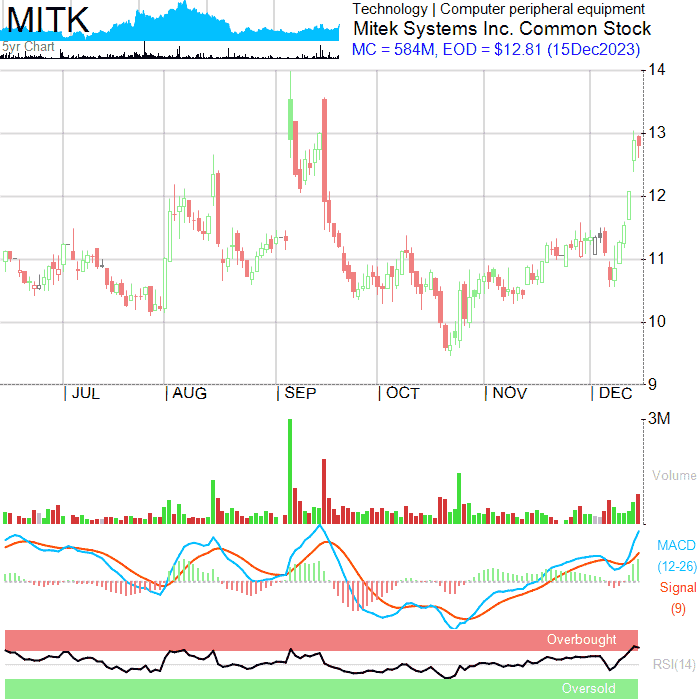 MITK
5yr Chart
Technology | Computer peripheral equipment
Mitek Systems Inc. Common Stock
MC = 584M, EOD = $12.81 (15Dec2023)
14
13
12
11
10
9
| JUL | AUG | SEP | OCT | NOV | DEC
3M
Volume
MACD
(12-26)
Signal
(9)
Overbought
RSI(14)
Oversold